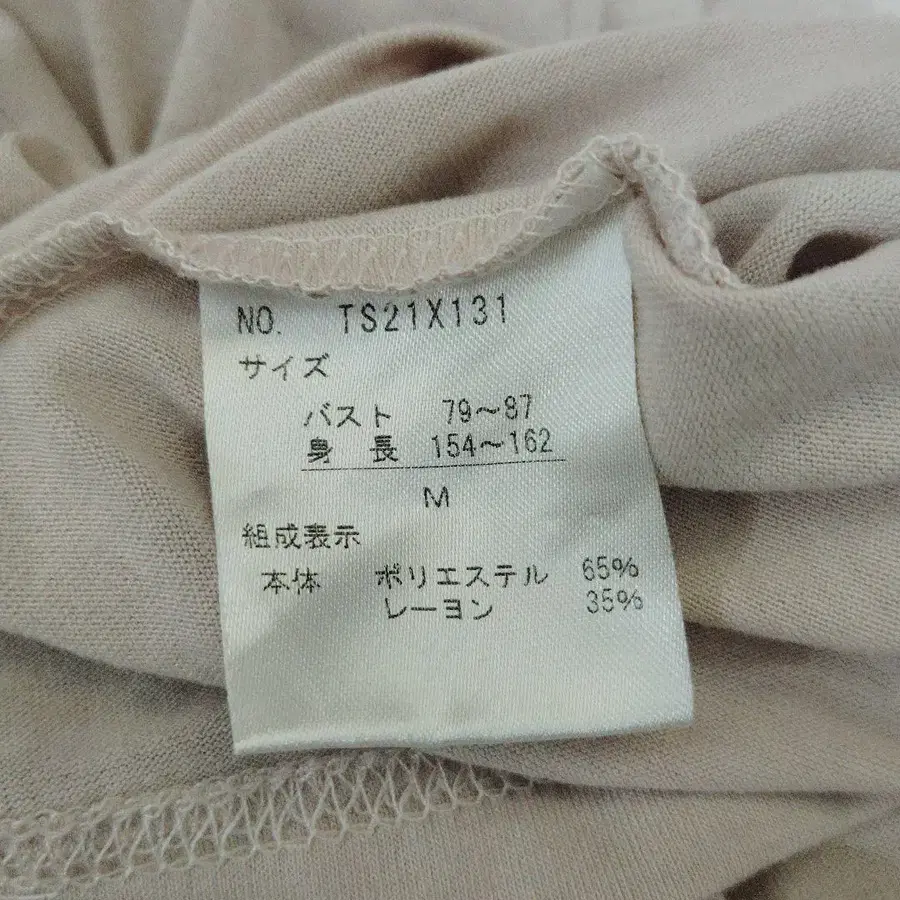 NO. TS21X131
サイズ
バスト 79～87
身長 154～162
M
組成表示
本体 ポリエステル 65%
レーヨン 35%